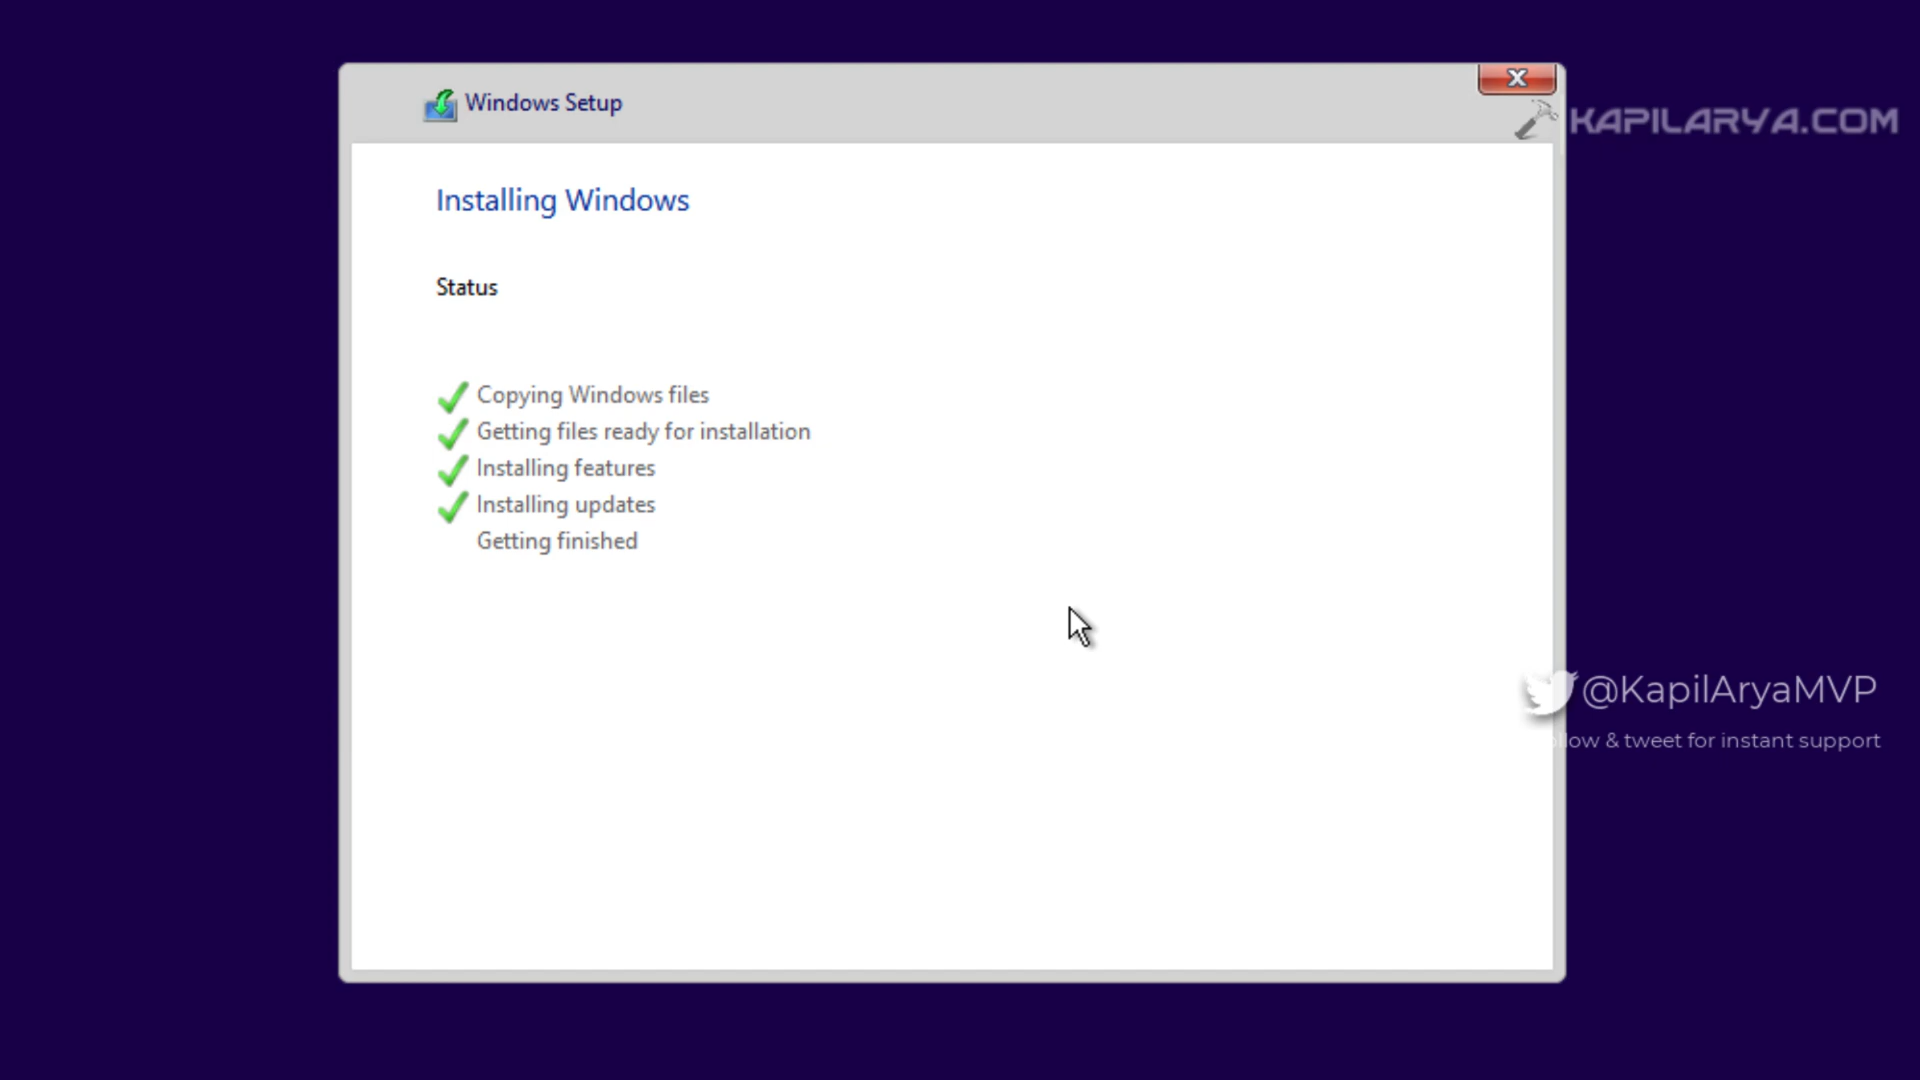 Windows Setup
KAPILARYA.COM
Installing Windows
Status
Copying Windows files
Getting files ready for installation
Installing features
Installing updates
Getting finished
@KapilAryaMVP
& tweet for instant support